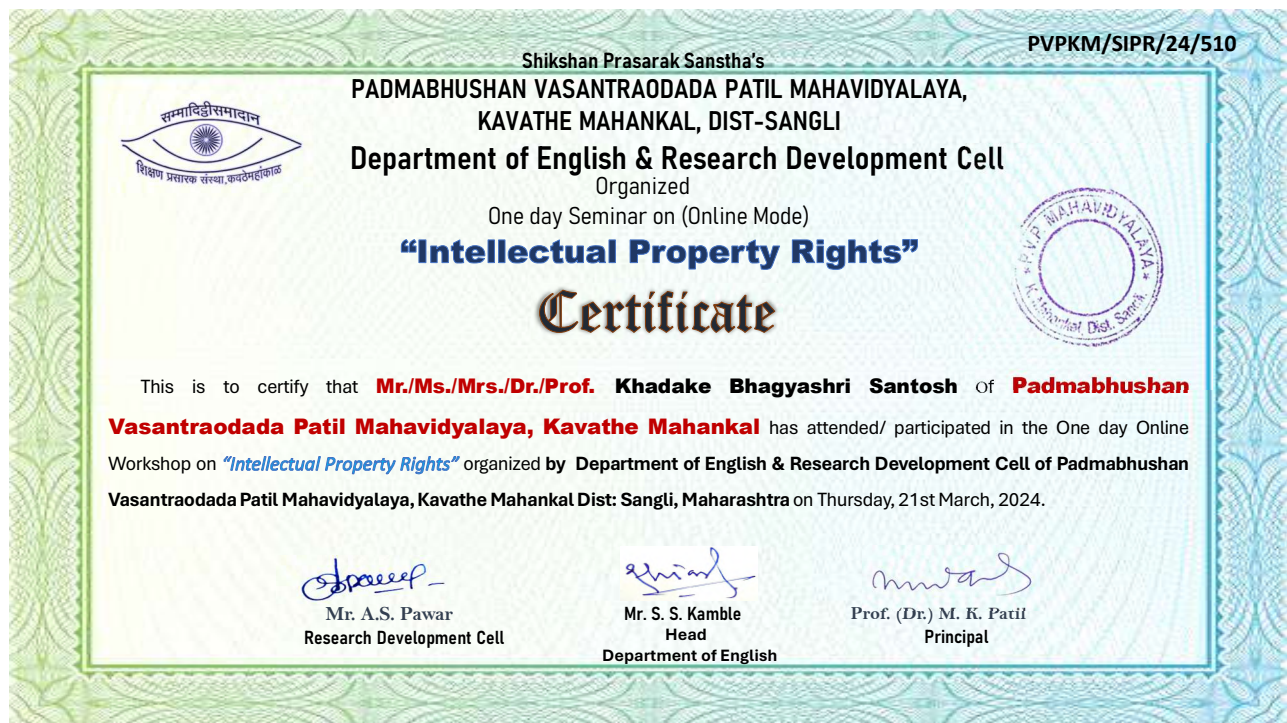 PVPKM/SIPR/24/510
Shikshan Prasarak Sanstha's
PADMABHUSHAN VASANTRAODADA PATIL MAHAVIDYALAYA,
KAVATHE MAHANKAL, DIST-SANGLI
सम्मादिट्ठीसमादान
शिक्षण प्रसारक संस्था,कवठेमहांकाळ
Department of English & Research Development Cell
Organized
One day Seminar on (Online Mode)
“Intellectual Property Rights”
Certificate
P.V.P. MAHAVIDYALAYA
K. Mahankal, Dist. Sangli.
This is to certify that Mr./Ms./Mrs./Dr./Prof. Khadake Bhagyashri Santosh Of Padmabhushan
Vasantraodada Patil Mahavidyalaya, Kavathe Mahankal has attended/ participated in the One day Online
Workshop on “Intellectual Property Rights” organized by Department of English & Research Development Cell of Padmabhushan
Vasantraodada Patil Mahavidyalaya, Kavathe Mahankal Dist: Sangli, Maharashtra on Thursday, 21st March, 2024.
Mr. A.S. Pawar
Research Development Cell
Mr. S. S. Kamble
Head
Department of English
Prof. (Dr.) M. K. Patil
Principal